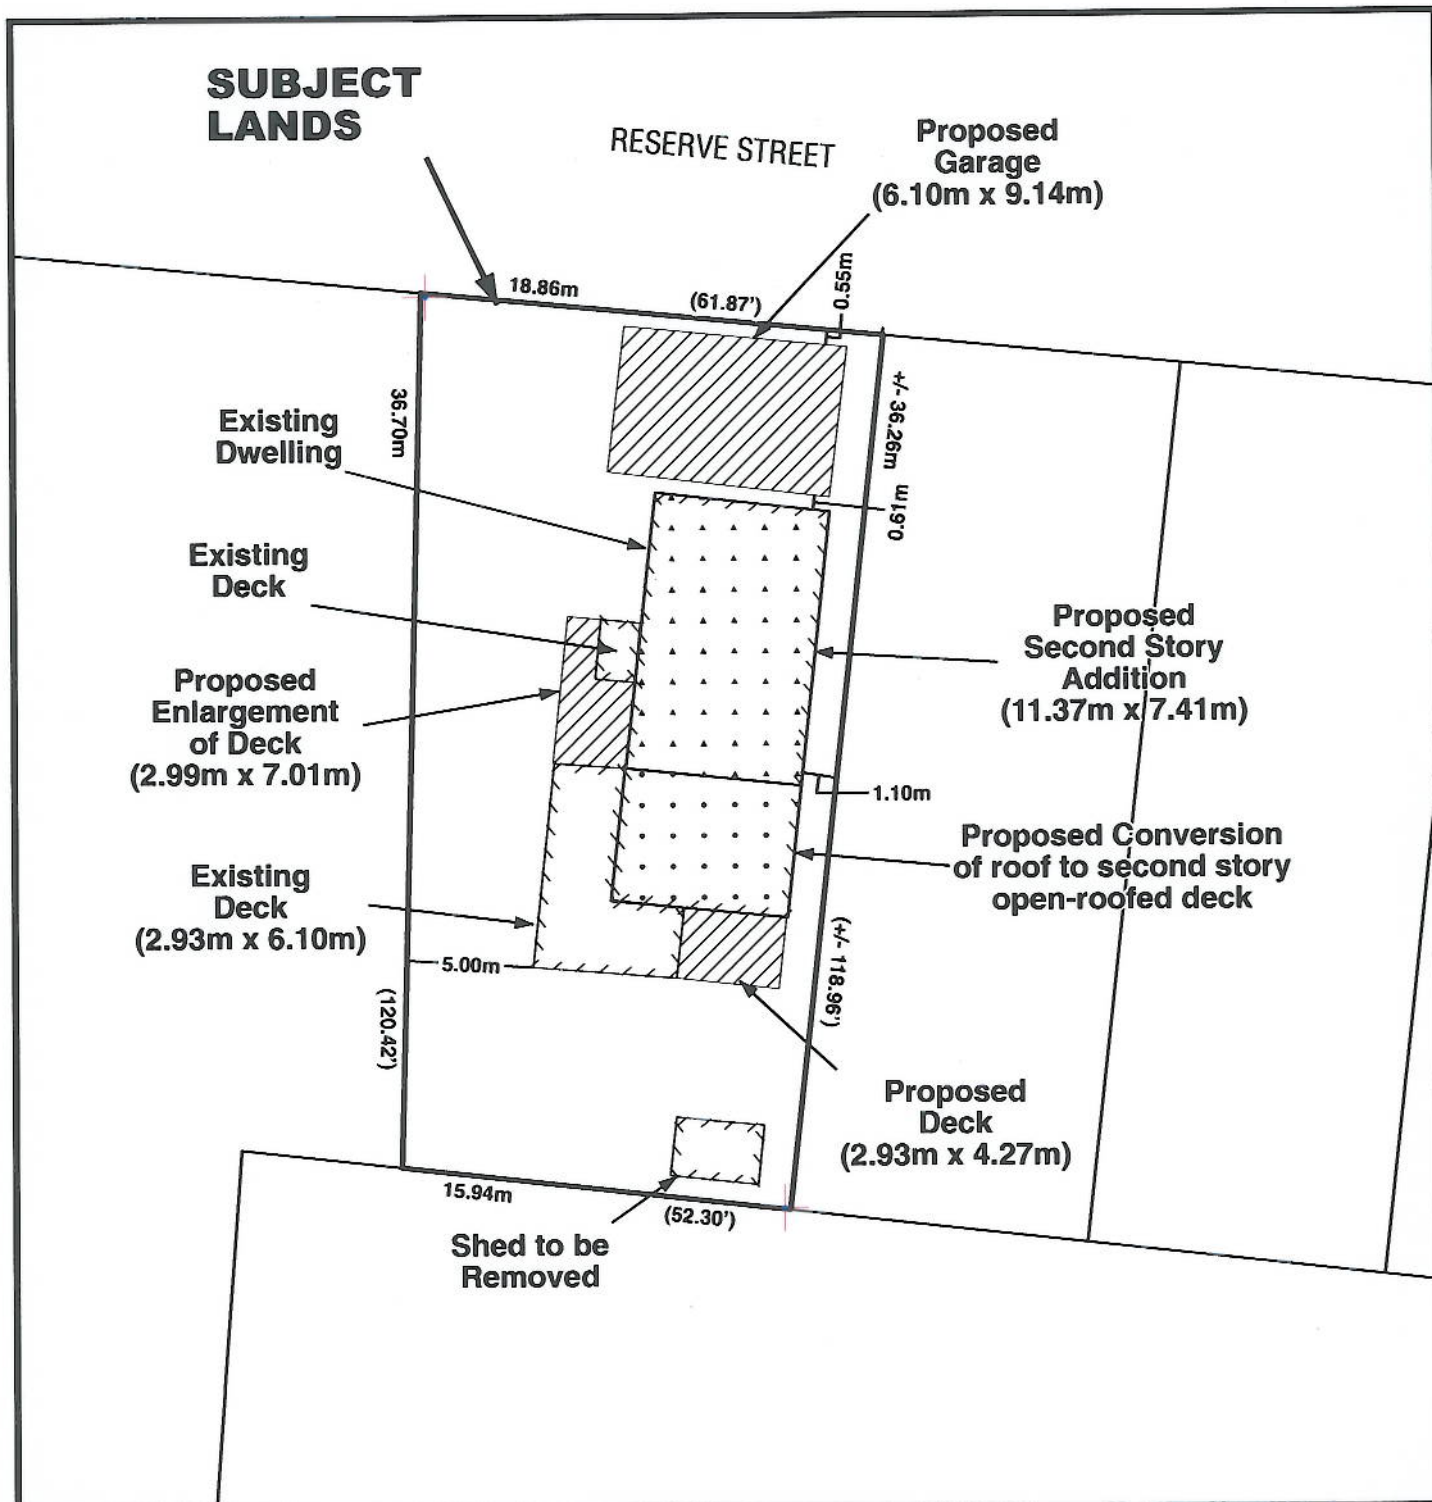 SUBJECT
LANDS
RESERVE STREET
Proposed
Garage
(6.10m x 9.14m)
18.86m
(61.87')
0.55m
36.70m
+/- 36.26m
Existing
Dwelling
0.61m
Existing
Deck
Proposed
Second Story
Addition
(11.37m x 7.41m)
Proposed
Enlargement
of Deck
(2.99m x 7.01m)
1.10m
Proposed Conversion
of roof to second story
open-roofed deck
Existing
Deck
(2.93m x 6.10m)
5.00m
(+/- 118.96')
(120.42')
Proposed
Deck
(2.93m x 4.27m)
15.94m
(52.30')
Shed to be
Removed